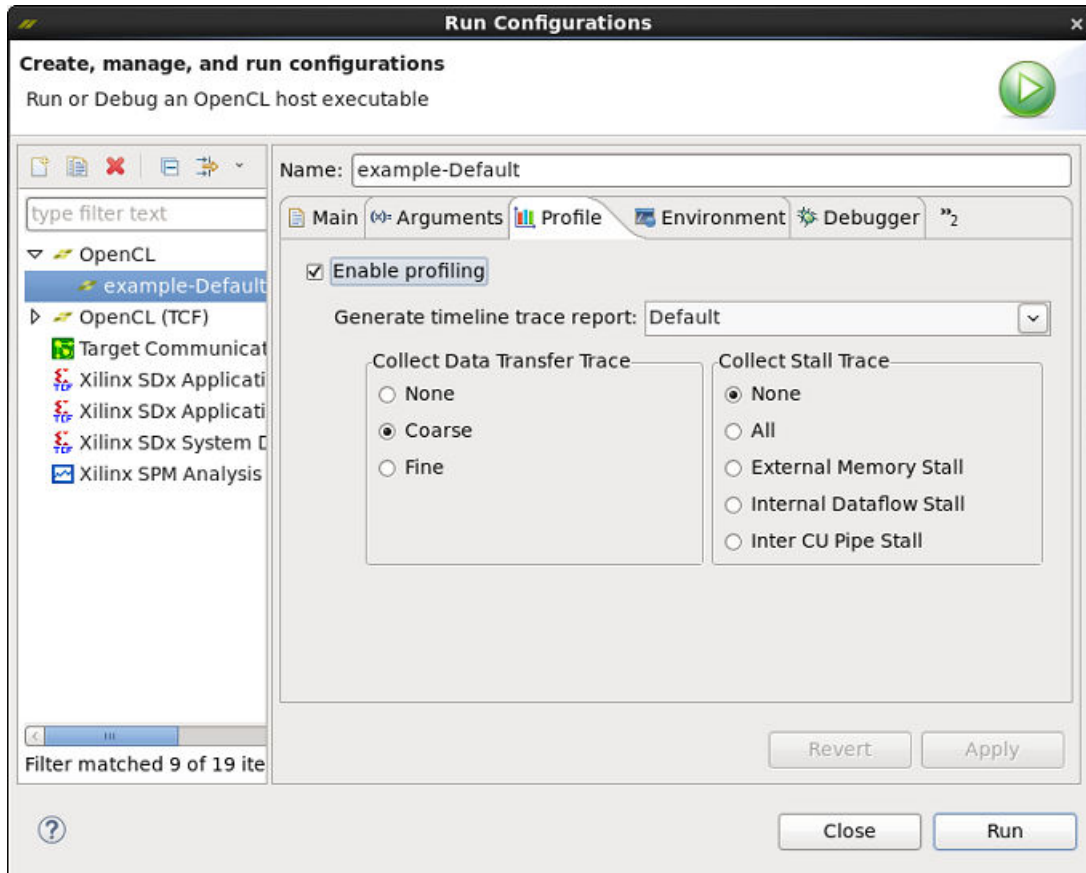 Run Configurations
Create, manage, and run configurations
Run or Debug an OpenCL host executable
type filter text
OpenCL
example-Default
OpenCL (TCF)
Target Communicat
Xilinx SDx Applicati
Xilinx SDx Applicati
Xilinx SDx System D
Xilinx SPM Analysis
Filter matched 9 of 19 ite
Name: example-Default
Main (x)= Arguments Profile Environment Debugger »2
Enable profiling
Generate timeline trace report: Default
Collect Data Transfer Trace
None
Coarse
Fine
Collect Stall Trace
None
All
External Memory Stall
Internal Dataflow Stall
Inter CU Pipe Stall
Revert Apply
Close Run